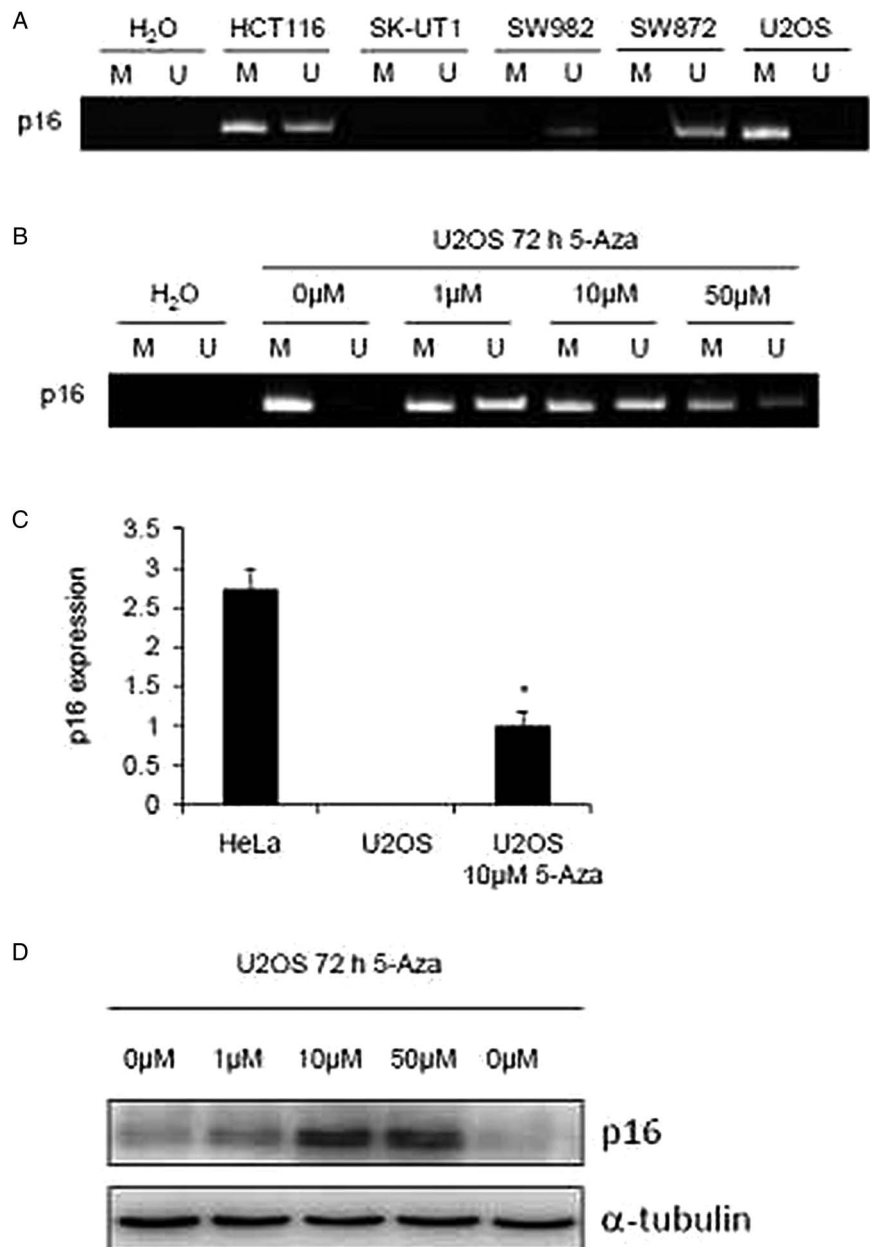 A
H₂O HCT116 SK-UT1 SW982 SW872 U2OS
M U M U M U M U M U M U
p16
B
U2OS 72 h 5-Aza
H₂O 0µM 1µM 10µM 50µM
M U M U M U M U M U
p16
C
p16 expression
3.5
3
2.5
2
1.5
1
0.5
0
*
HeLa U2OS U2OS
10µM 5-Aza
D
U2OS 72 h 5-Aza
0µM 1µM 10µM 50µM 0µM
p16
α-tubulin